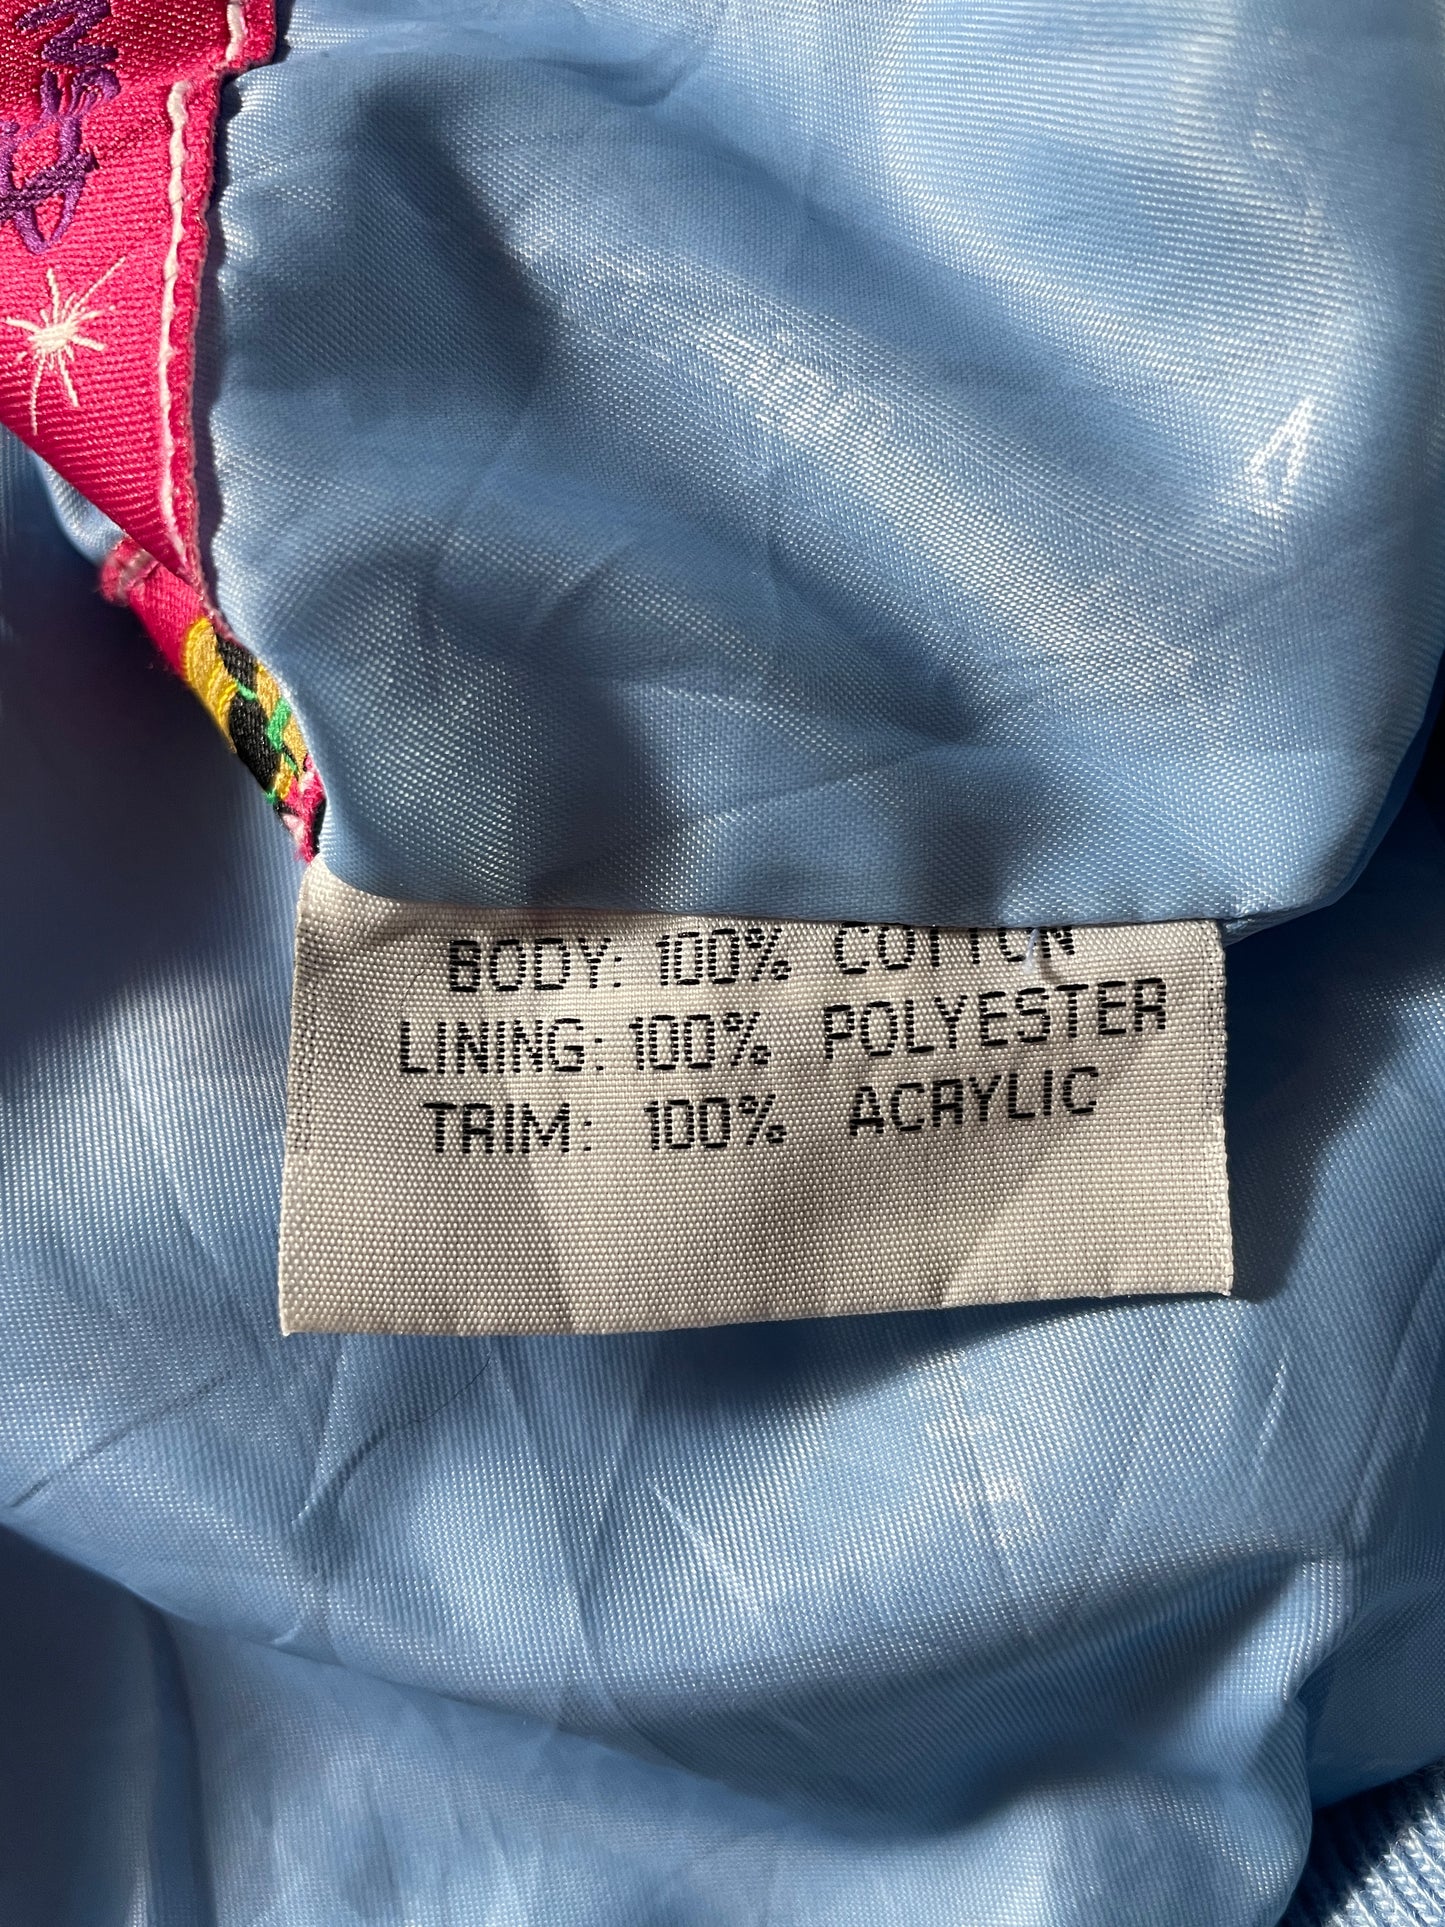 BODY: 100% COTTON
LINING: 100% POLYESTER
TRIM: 100% ACRYLIC